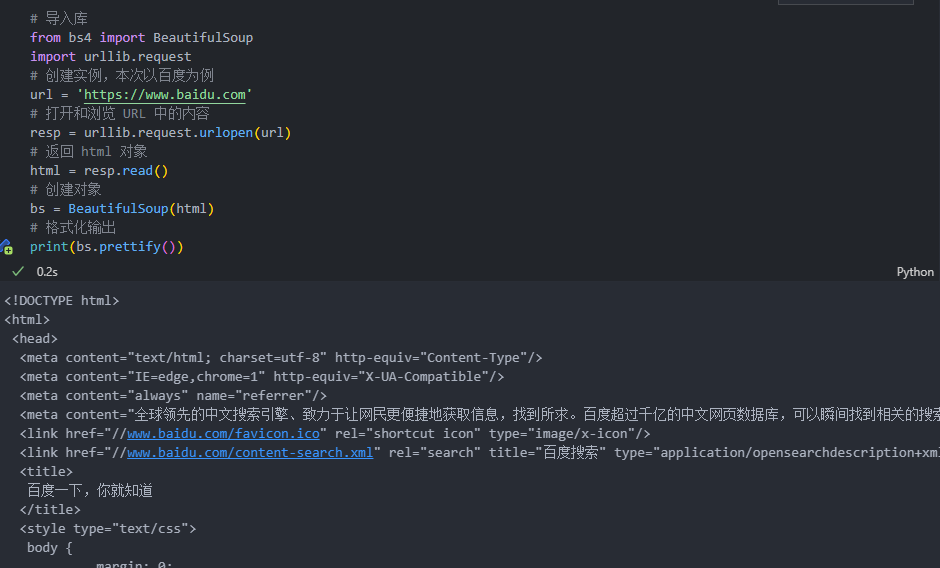 # 导入库
from bs4 import BeautifulSoup
import urllib.request
# 创建实例，本次以百度为例
url = 'https://www.baidu.com'
# 打开和浏览 URL 中的内容
resp = urllib.request.urlopen(url)
# 返回 html 对象
html = resp.read()
# 创建对象
bs = BeautifulSoup(html)
# 格式化输出
print(bs.prettify())
0.2s
Python
<!DOCTYPE html>
<html>
<head>
<meta content="text/html; charset=utf-8" http-equiv="Content-Type"/>
<meta content="IE=edge,chrome=1" http-equiv="X-UA-Compatible"/>
<meta content="always" name="referrer"/>
<meta content="全球领先的中文搜索引擎、致力于让网民更便捷地获取信息，找到所求。百度超过千亿的中文网页数据库，可以瞬间找到相关的搜索
<link href="//www.baidu.com/favicon.ico" rel="shortcut icon" type="image/x-icon"/>
<link href="//www.baidu.com/content-search.xml" rel="search" title="百度搜索" type="application/opensearchdescription+xml
<title>
百度一下，你就知道
</title>
<style type="text/css">
body {
margin: 0;